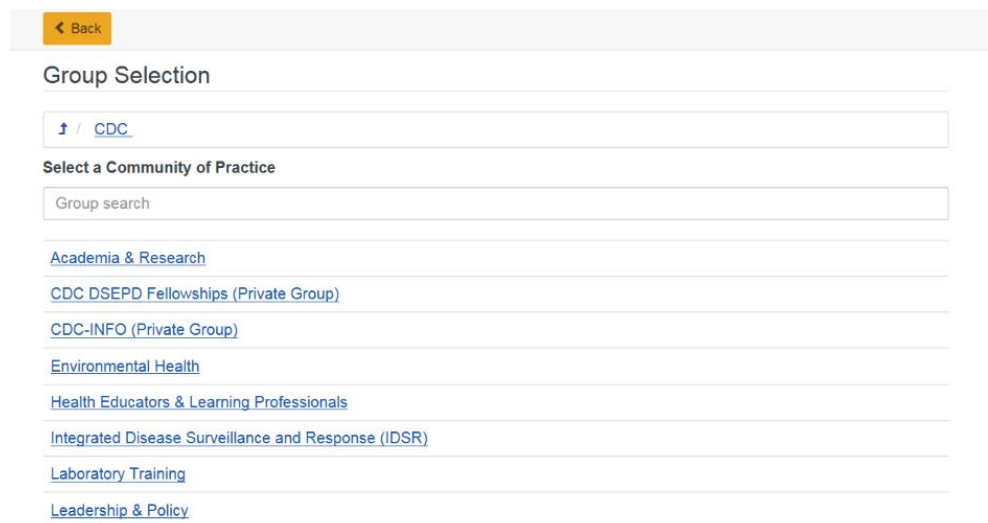 Back
Group Selection
/ CDC
Select a Community of Practice
Group search
Academia & Research
CDC DSEPD Fellowships (Private Group)
CDC-INFO (Private Group)
Environmental Health
Health Educators & Learning Professionals
Integrated Disease Surveillance and Response (IDSR)
Laboratory Training
Leadership & Policy